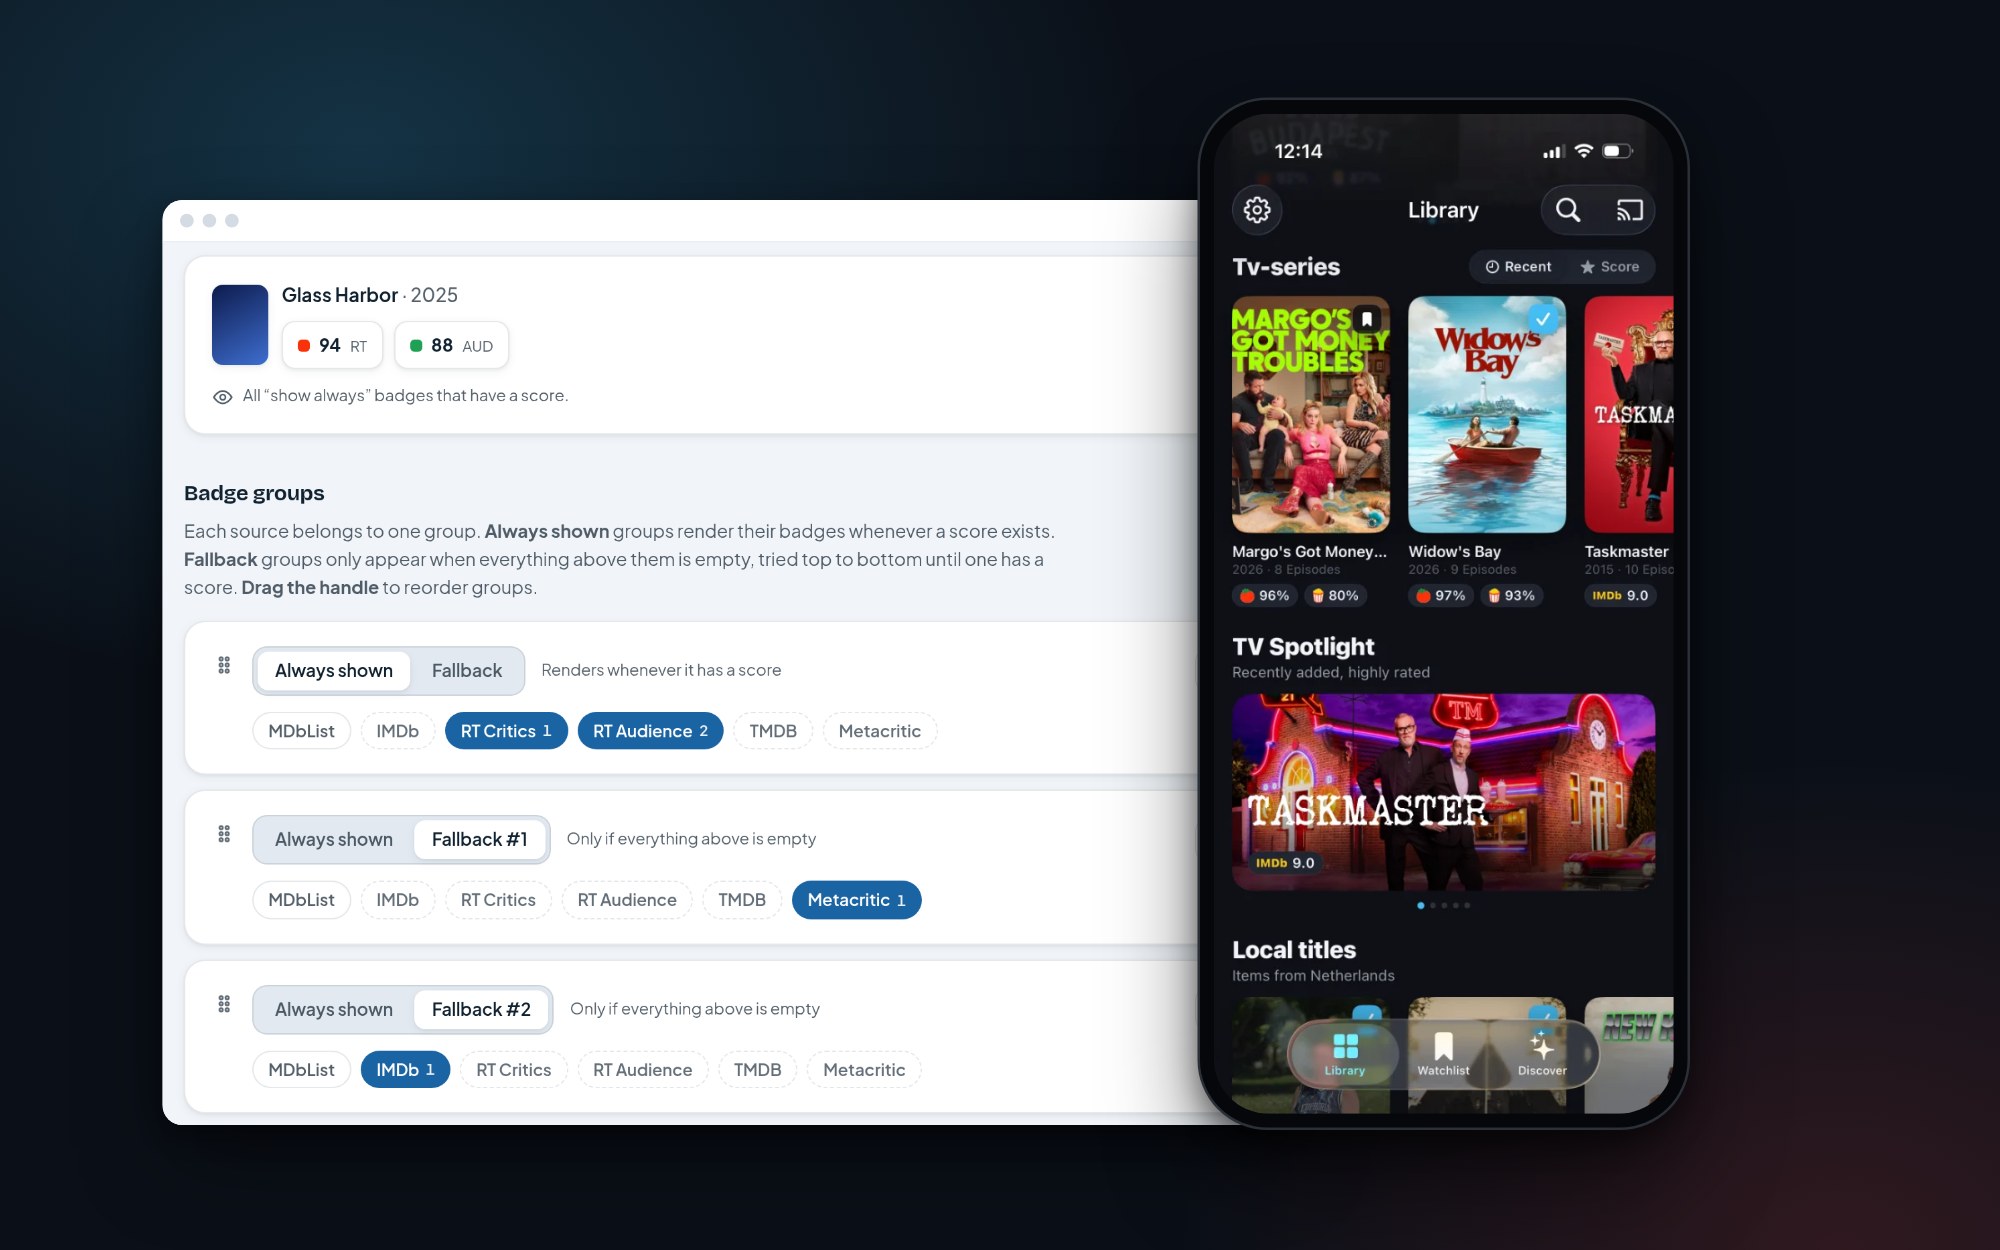 Glass Harbor · 2025
94 RT
88 AUD
All “show always” badges that have a score.
Badge groups
Each source belongs to one group. Always shown groups render their badges whenever a score exists.
Fallback groups only appear when everything above them is empty, tried top to bottom until one has a
score. Drag the handle to reorder groups.
Always shown Fallback Renders whenever it has a score
MDbList IMDb RT Critics 1 RT Audience 2 TMDB Metacritic
Always shown Fallback #1 Only if everything above is empty
MDbList IMDb RT Critics RT Audience TMDB Metacritic 1
Always shown Fallback #2 Only if everything above is empty
MDbList IMDb 1 RT Critics RT Audience TMDB Metacritic
BUDAPEST
12:14
Library
Tv-series
Recent Score
MARGO'S
GOT MONEY
TROUBLES
Widow's
Bay
TASKMA
Margo's Got Money... Widow's Bay Taskmaster
2026 · 8 Episodes 2026 · 9 Episodes 2015 · 10 Episo
96% 80% 97% 93% IMDb 9.0
TV Spotlight
Recently added, highly rated
21
TM
TASKMASTER
IMDb 9.0
Local titles
Items from Netherlands
NEW
Library Watchlist Discover